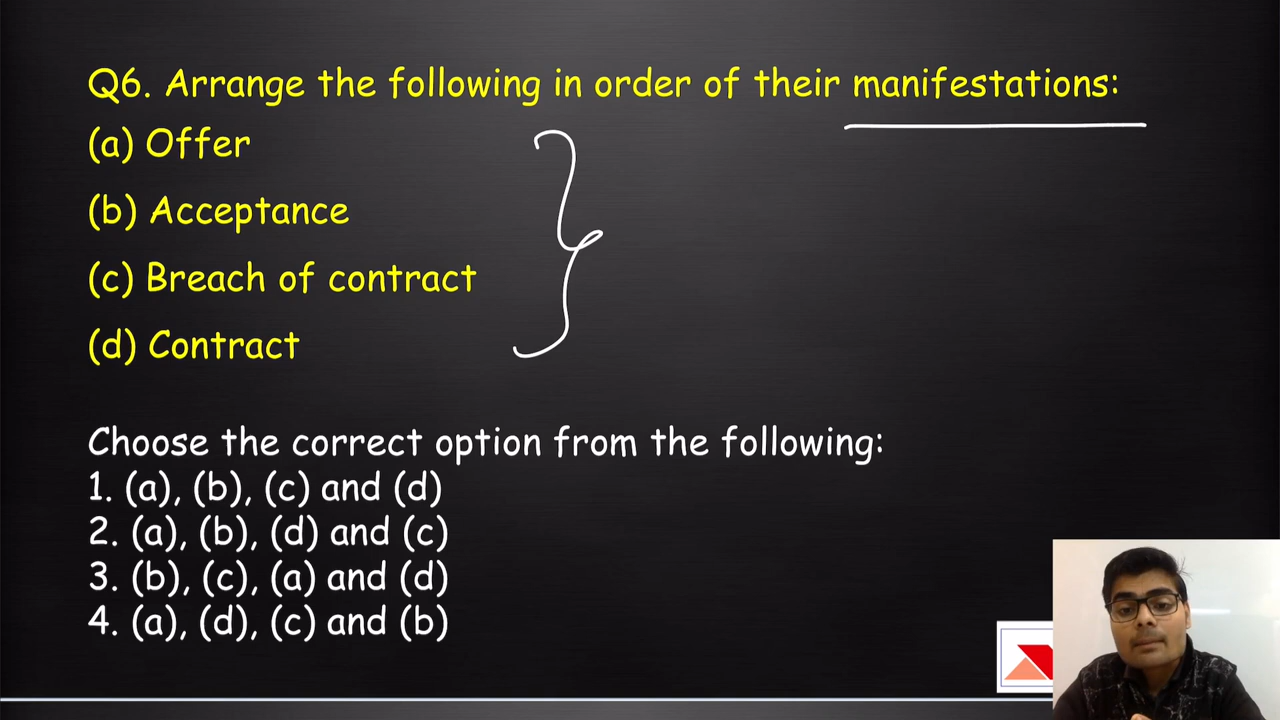 Q6. Arrange the following in order of their manifestations:
(a) Offer
(b) Acceptance
(c) Breach of contract
(d) Contract
Choose the correct option from the following:
1. (a), (b), (c) and (d)
2. (a), (b), (d) and (c)
3. (b), (c), (a) and (d)
4. (a), (d), (c) and (b)